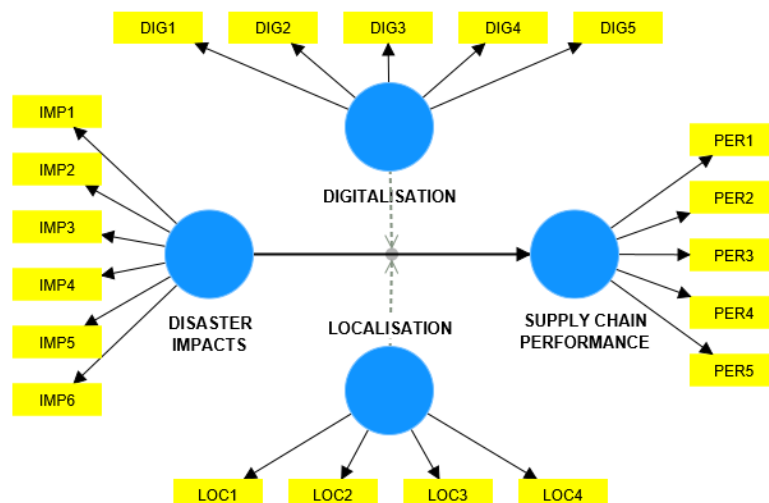 DIG1
DIG2
DIG3
DIG4
DIG5
IMP1
IMP2
IMP3
IMP4
IMP5
IMP6
DIGITALISATION
PER1
PER2
PER3
PER4
PER5
DISASTER
IMPACTS
LOCALISATION
SUPPLY CHAIN
PERFORMANCE
LOC1
LOC2
LOC3
LOC4